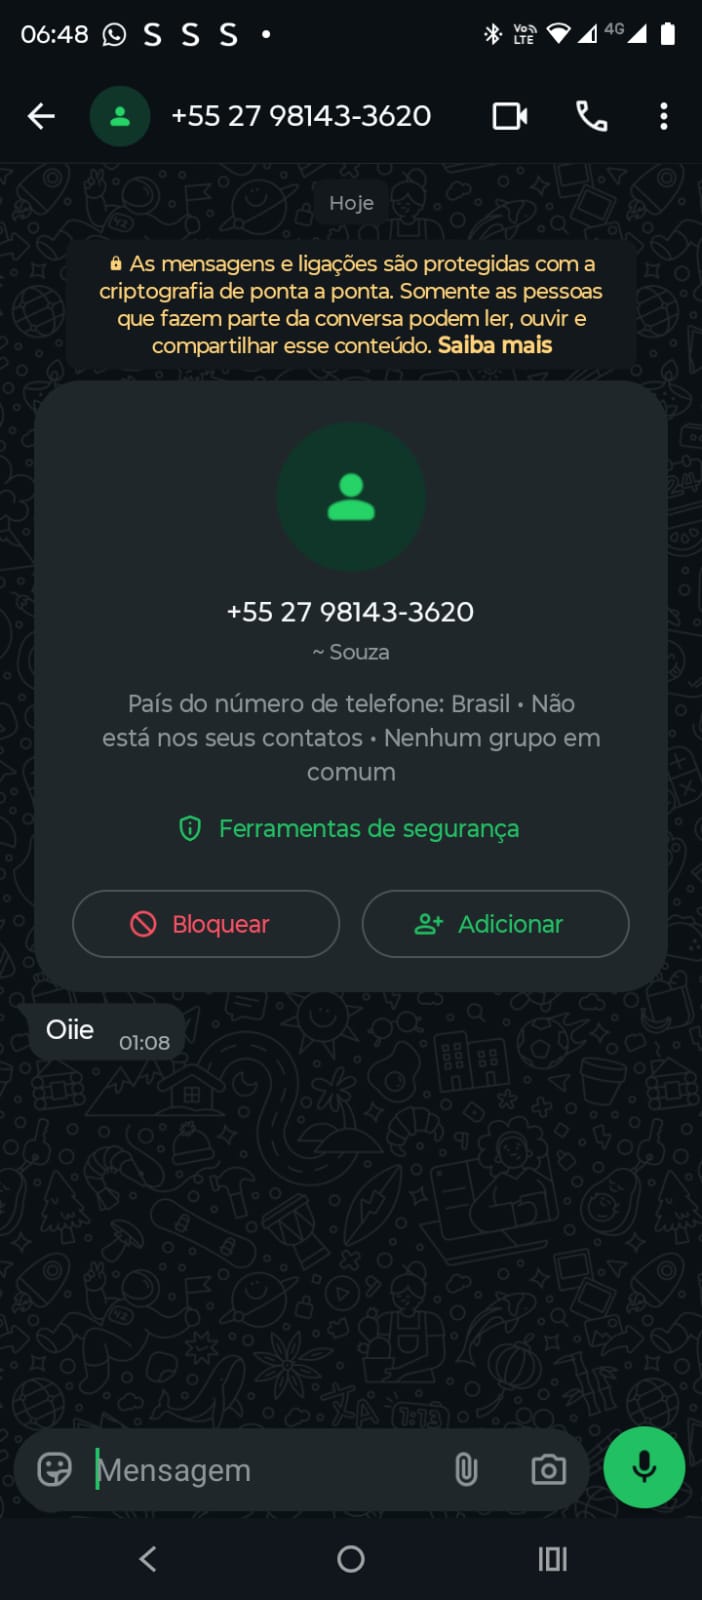 06:48 S S S
Vo LTE 4G
+55 27 98143-3620
Hoje
As mensagens e ligações são protegidas com a
criptografia de ponta a ponta. Somente as pessoas
que fazem parte da conversa podem ler, ouvir e
compartilhar esse conteúdo. Saiba mais
+55 27 98143-3620
~ Souza
País do número de telefone: Brasil • Não
está nos seus contatos • Nenhum grupo em
comum
Ferramentas de segurança
Bloquear
Adicionar
Oiie 01:08
Mensagem